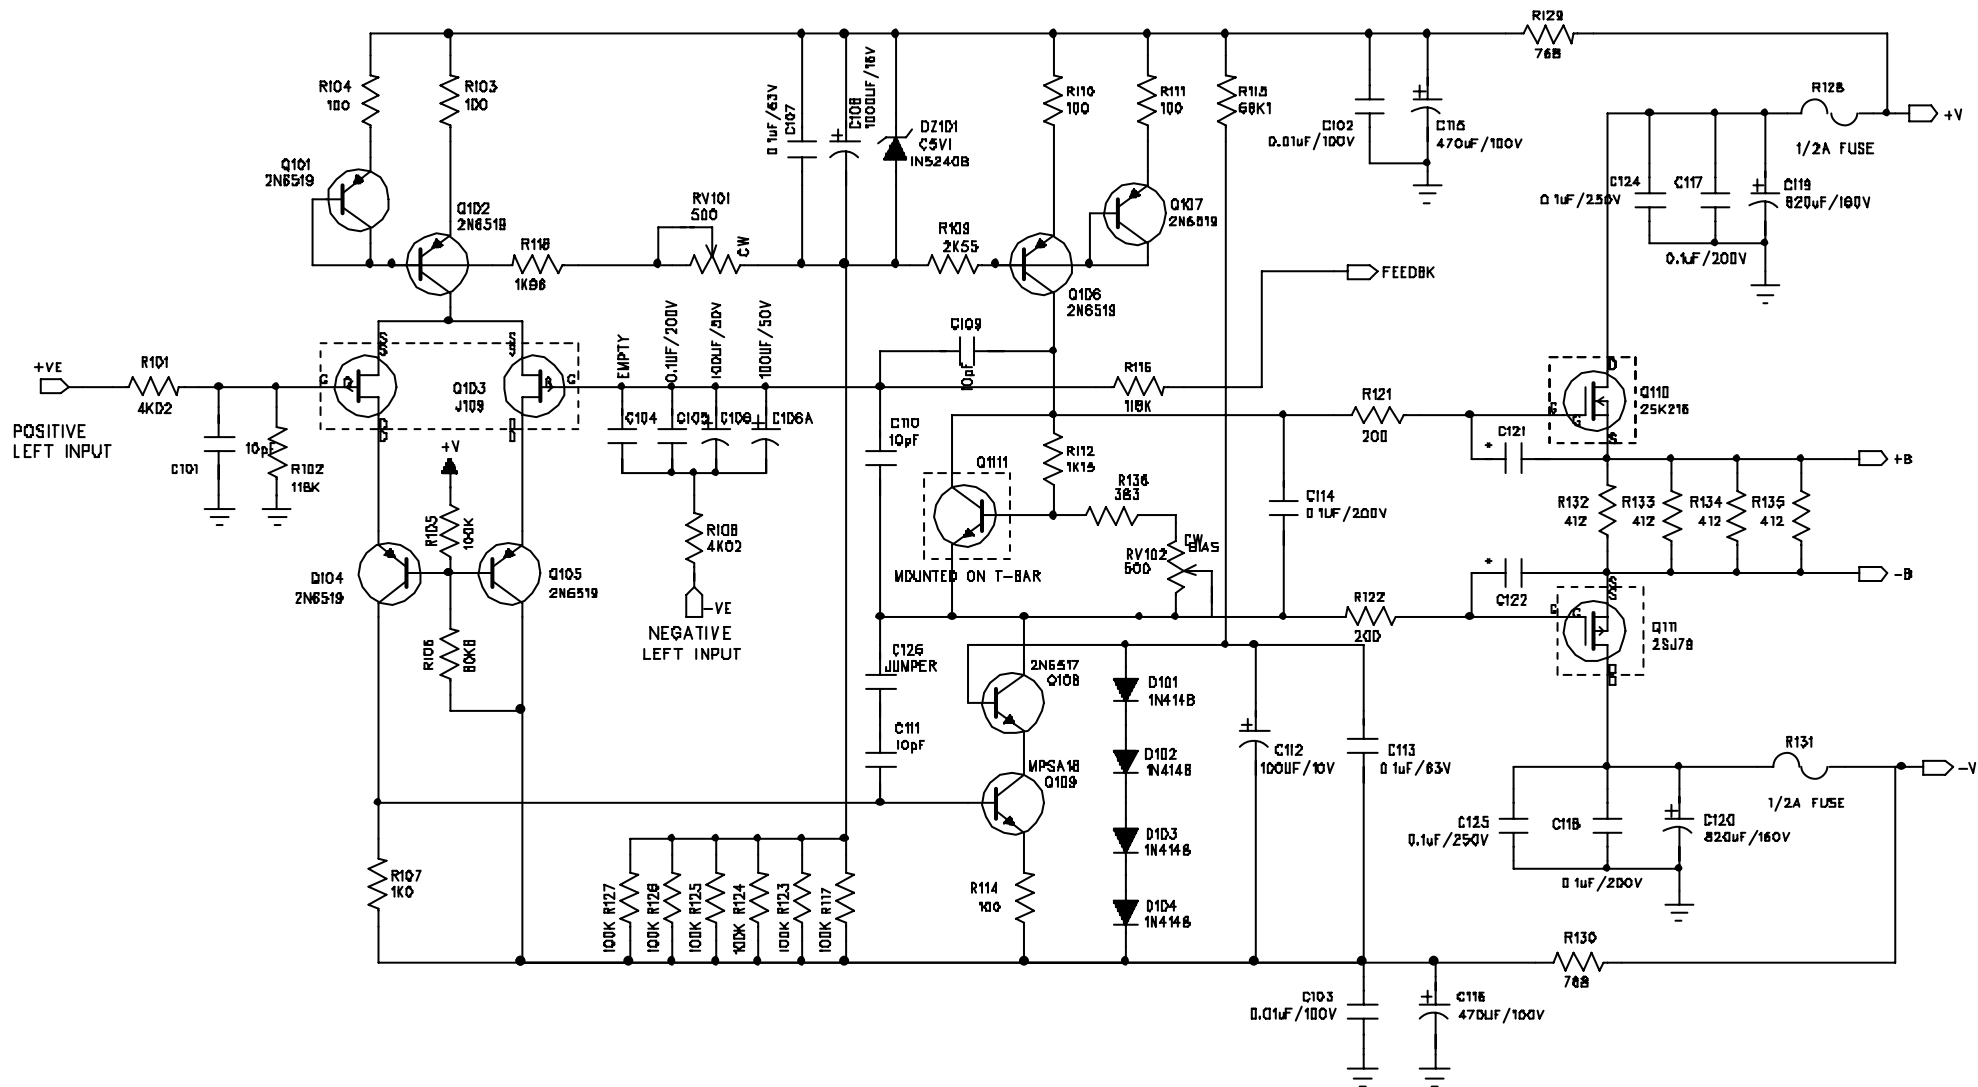 R129
768
R104
100
R103
100
0.1uF/63V
C107
C108
1000UF/16V
DZ101
C5V1
1N5240B
R110
100
R111
100
R113
68K1
C102
0.01uF/100V
C115
470uF/100V
R128
1/2A FUSE
+V
Q101
2N6519
Q102
2N6519
R118
RV101
500
CW
R109
2K55
Q107
2N6519
Q106
2N6519
FEEDBK
C124
0.1uF/250V
C117
0.1uF/200V
C119
820uF/160V
+VE
R101
4K02
POSITIVE
LEFT INPUT
C101
10pF
R102
118K
S
S
G
G
Q103
J109
D
D
EMPTY
0.1UF/200V
100UF/50V
100UF/50V
C104
C105
C106
C106A
C109
10pF
C110
10pF
R116
118K
R112
1K15
Q1111
R136
383
C114
0.1UF/200V
CW
BIAS
RV102
500
MOUNTED ON T-BAR
R121
200
D
G
S
Q110
2SK216
C121
*
+B
R132
412
R133
412
R134
412
R135
412
*
C122
-B
R122
200
S
G
D
Q111
2SJ79
+V
R105
100K
R106
Q104
2N6519
Q105
2N6519
R108
4K02
-VE
NEGATIVE
LEFT INPUT
C126
JUMPER
C111
10pF
2N6517
Q108
MPSA18
Q109
D101
1N4148
D102
1N4148
D103
1N4148
D104
1N4148
C112
100UF/10V
C113
0.1uF/63V
R131
1/2A FUSE
-V
C125
0.1uF/250V
C118
0.1uF/200V
C120
820uF/160V
R107
1K0
100K R127
100K R126
100K R125
100K R124
100K R123
100K R117
R114
100
R130
768
C103
0.01uF/100V
C116
470UF/100V